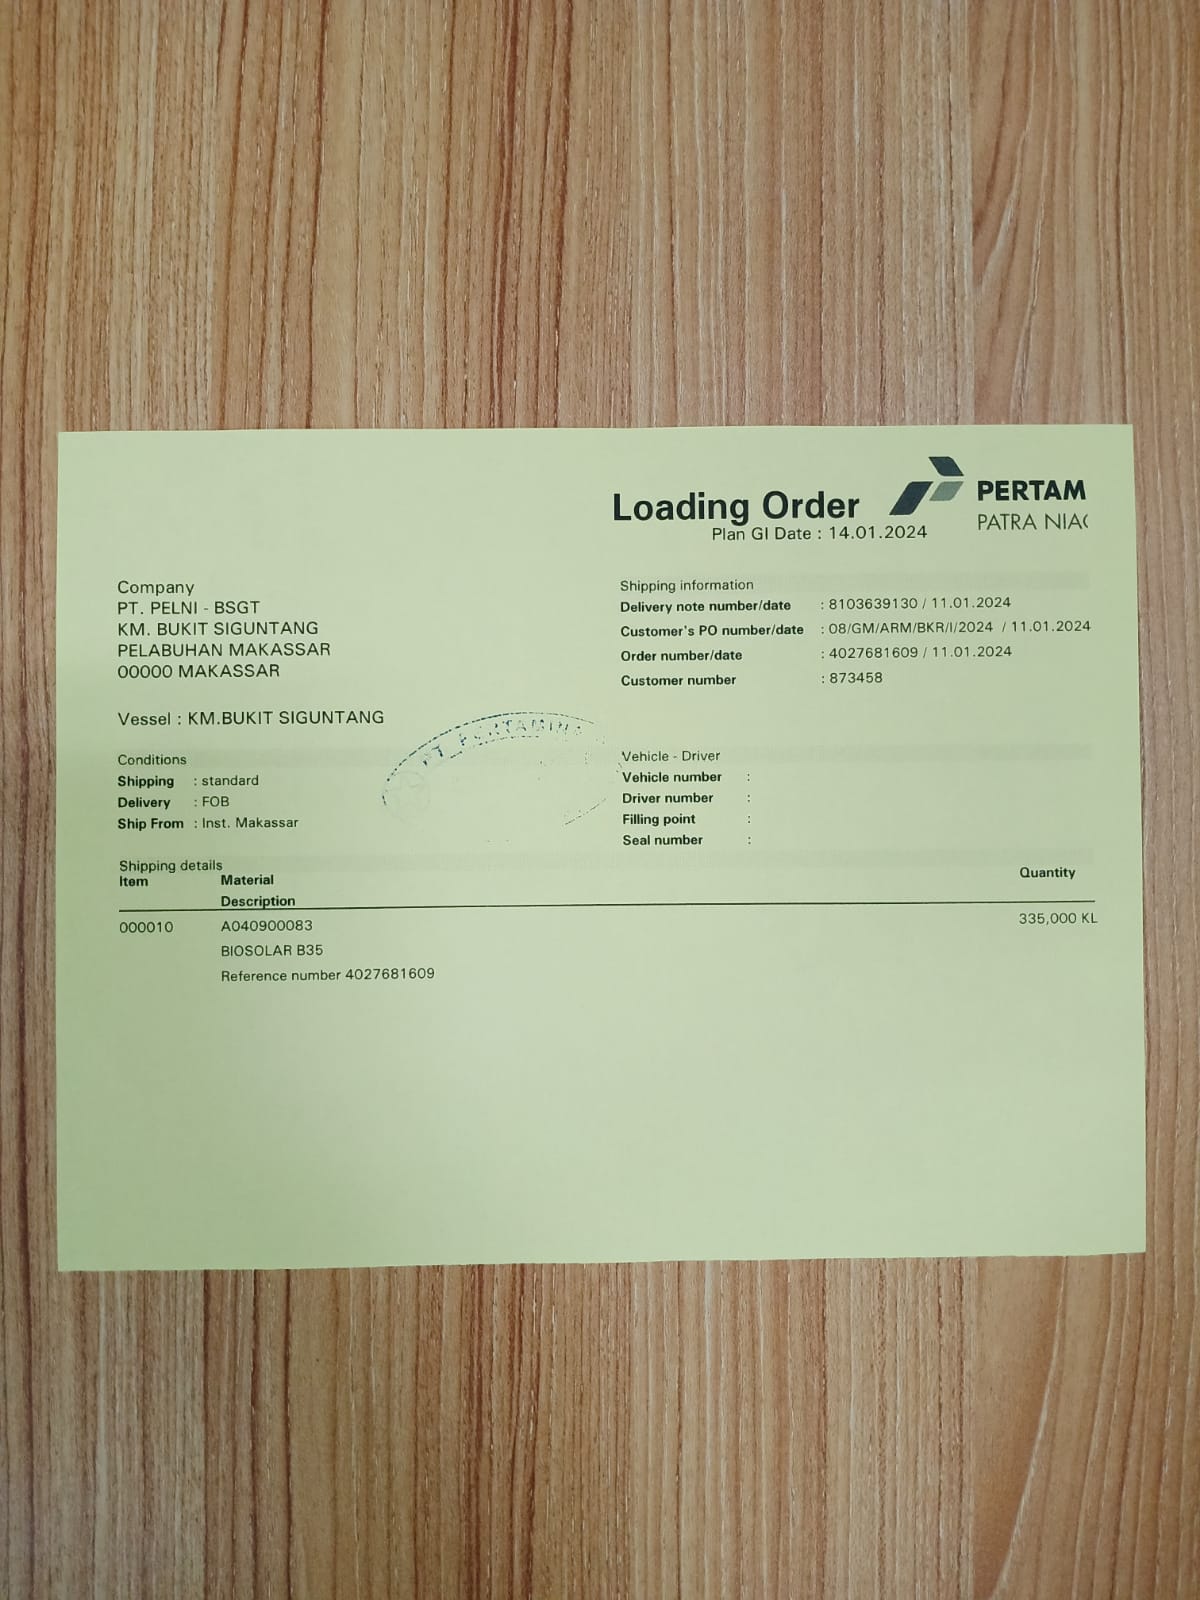 Loading Order
PERTAM
PATRA NIA
Plan GI Date : 14.01.2024
Company
PT. PELNI - BSGT
KM. BUKIT SIGUNTANG
PELABUHAN MAKASSAR
00000 MAKASSAR
Vessel : KM.BUKIT SIGUNTANG
Shipping information
Delivery note number/date : 8103639130 / 11.01.2024
Customer's PO number/date : 08/GM/ARM/BKR/I/2024 / 11.01.2024
Order number/date : 4027681609 / 11.01.2024
Customer number : 873458
PT. PERTAMINA
Conditions
Shipping : standard
Delivery : FOB
Ship From : Inst. Makassar
Vehicle - Driver
Vehicle number :
Driver number :
Filling point :
Seal number :
Shipping details
Item Material Quantity
Description
000010 A040900083 335,000 KL
BIOSOLAR B35
Reference number 4027681609